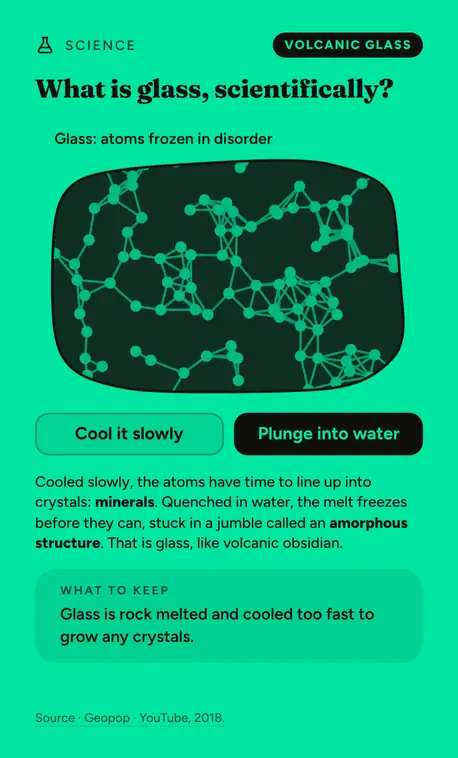 SCIENCE
VOLCANIC GLASS
What is glass, scientifically?
Glass: atoms frozen in disorder
Cool it slowly
Plunge into water
Cooled slowly, the atoms have time to line up into
crystals: minerals. Quenched in water, the melt freezes
before they can, stuck in a jumble called an amorphous
structure. That is glass, like volcanic obsidian.
WHAT TO KEEP
Glass is rock melted and cooled too fast to
grow any crystals.
Source · Geopop · YouTube, 2018.